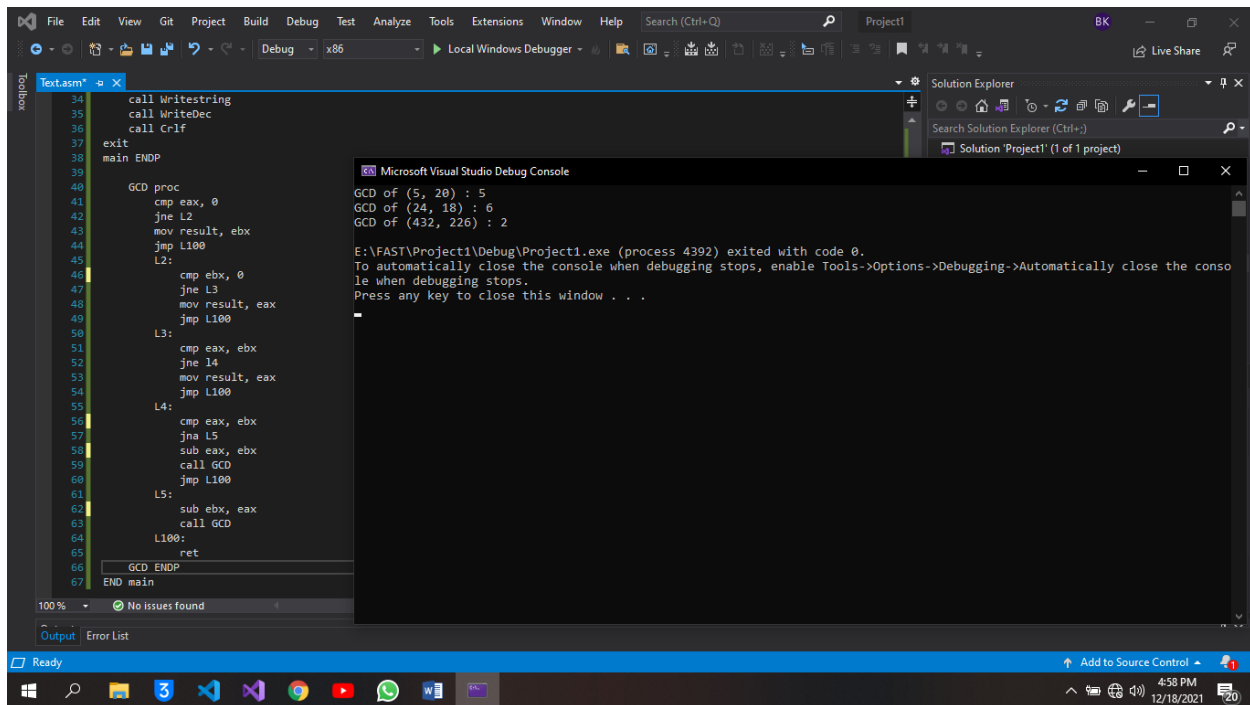 File Edit View Git Project Build Debug Test Analyze Tools Extensions Window Help Search (Ctrl+Q) Project1 BK
Debug x86 Local Windows Debugger Live Share
Toolbox
Text.asm*
34 call Writestring
35 call WriteDec
36 call Crlf
37 exit
38 main ENDP
39
40 GCD proc
41 cmp eax, 0
42 jne L2
43 mov result, ebx
44 jmp L100
45 L2:
46 cmp ebx, 0
47 jne L3
48 mov result, eax
49 jmp L100
50 L3:
51 cmp eax, ebx
52 jne l4
53 mov result, eax
54 jmp L100
55 L4:
56 cmp eax, ebx
57 jna L5
58 sub eax, ebx
59 call GCD
60 jmp L100
61 L5:
62 sub ebx, eax
63 call GCD
64 L100:
65 ret
66 GCD ENDP
67 END main
100 % No issues found
Output Error List
Solution Explorer
Search Solution Explorer (Ctrl+;)
Solution 'Project1' (1 of 1 project)
Microsoft Visual Studio Debug Console
GCD of (5, 20) : 5
GCD of (24, 18) : 6
GCD of (432, 226) : 2
E:\FAST\Project1\Debug\Project1.exe (process 4392) exited with code 0.
To automatically close the console when debugging stops, enable Tools->Options->Debugging->Automatically close the conso
le when debugging stops.
Press any key to close this window . . .
Ready Add to Source Control 1
4:58 PM
12/18/2021
20